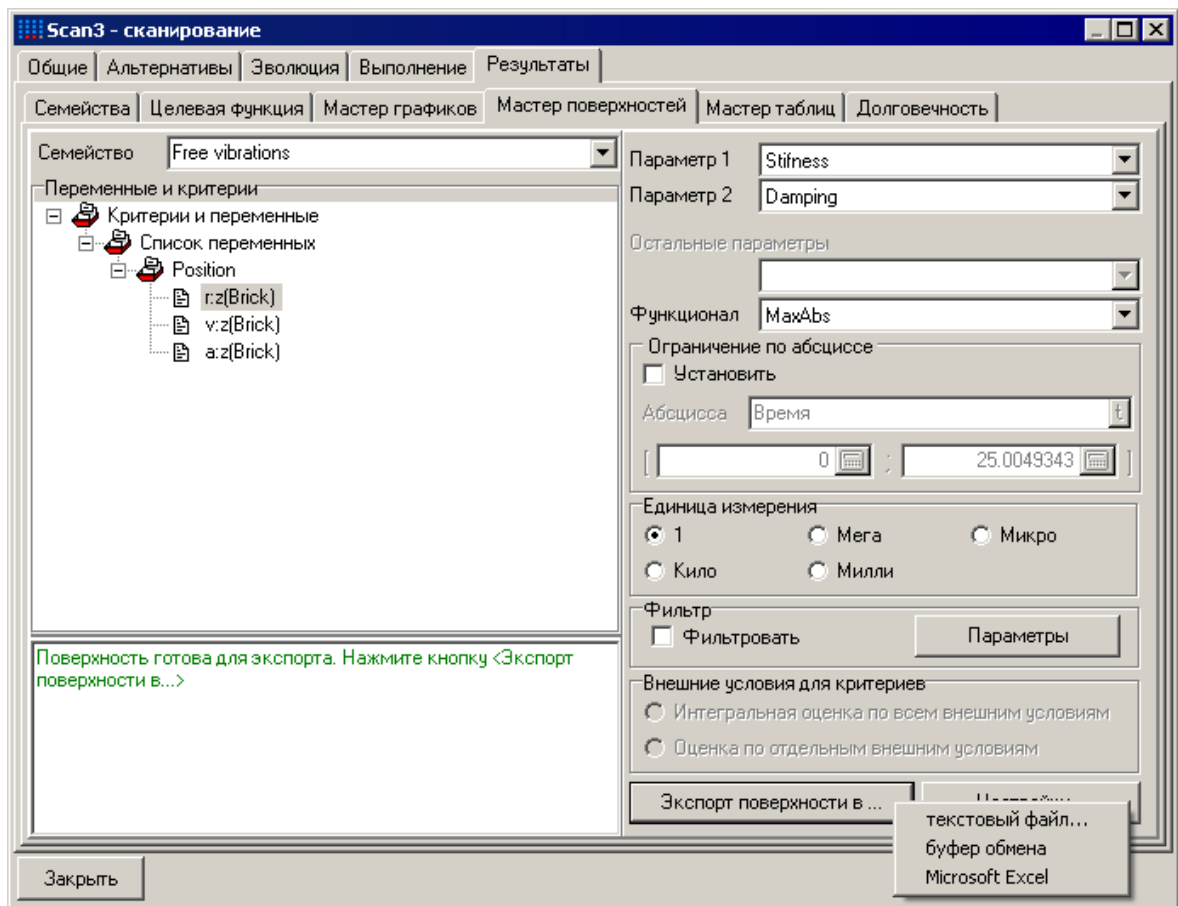 Scan3 - сканирование
Общие Альтернативы Эволюция Выполнение Результаты
Семейства Целевая функция Мастер графиков Мастер поверхностей Мастер таблиц Долговечность
Семейство Free vibrations
Переменные и критерии
Критерии и переменные
Список переменных
Position
r:z(Brick)
v:z(Brick)
a:z(Brick)
Поверхность готова для экспорта. Нажмите кнопку <Экспорт
поверхности в...>
Параметр 1 Stifness
Параметр 2 Damping
Остальные параметры
Функционал MaxAbs
Ограничение по абсциссе
Установить
Абсцисса Время t
[ 0 ; 25.0049343 ]
Единица измерения
1 Мега Микро
Кило Милли
Фильтр
Фильтровать Параметры
Внешние условия для критериев
Интегральная оценка по всем внешним условиям
Оценка по отдельным внешним условиям
Экспорт поверхности в ...
текстовый файл...
буфер обмена
Microsoft Excel
Закрыть